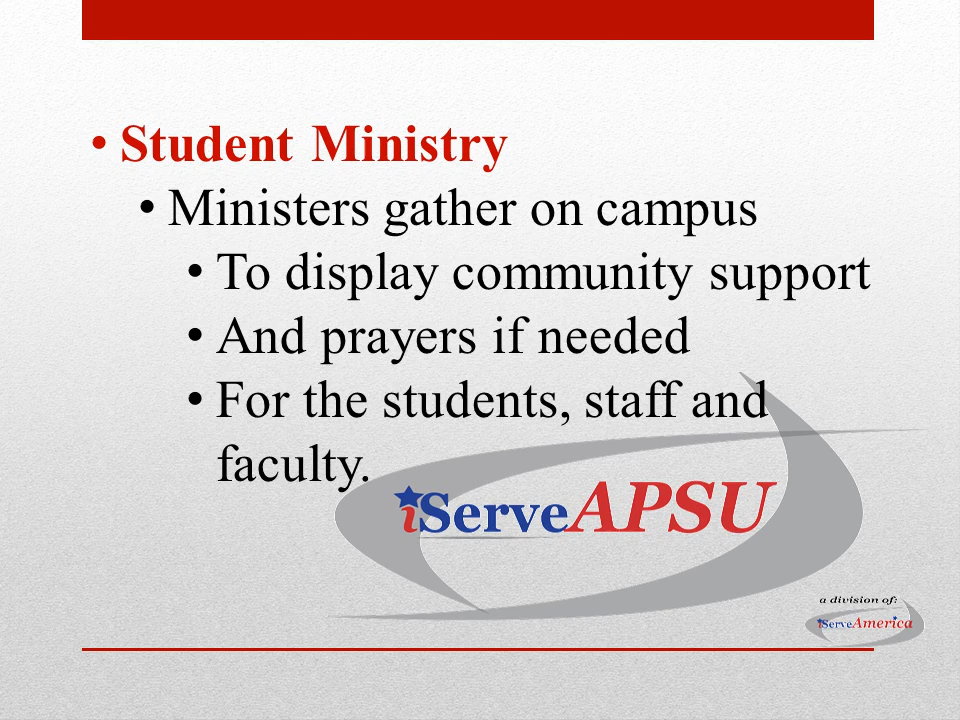 • Student Ministry
• Ministers gather on campus
• To display community support
• And prayers if needed
• For the students, staff and
faculty.
iServeAPSU
a division of:
iServeAmerica